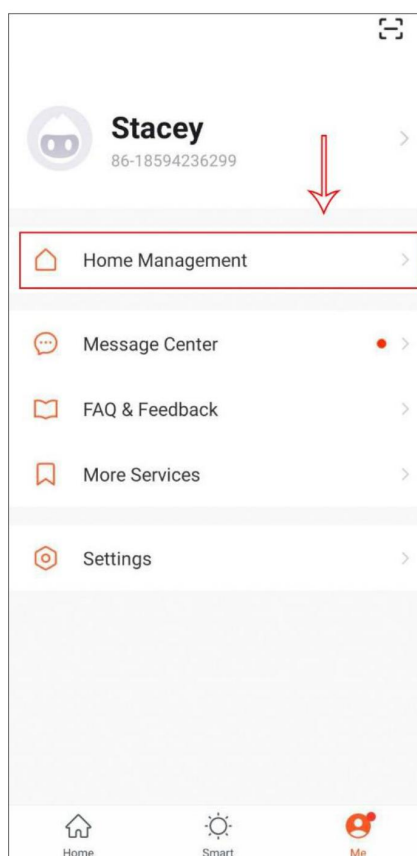 Stacey
86-18594236299
Home Management
Message Center
FAQ & Feedback
More Services
Settings
Home
Smart
Me